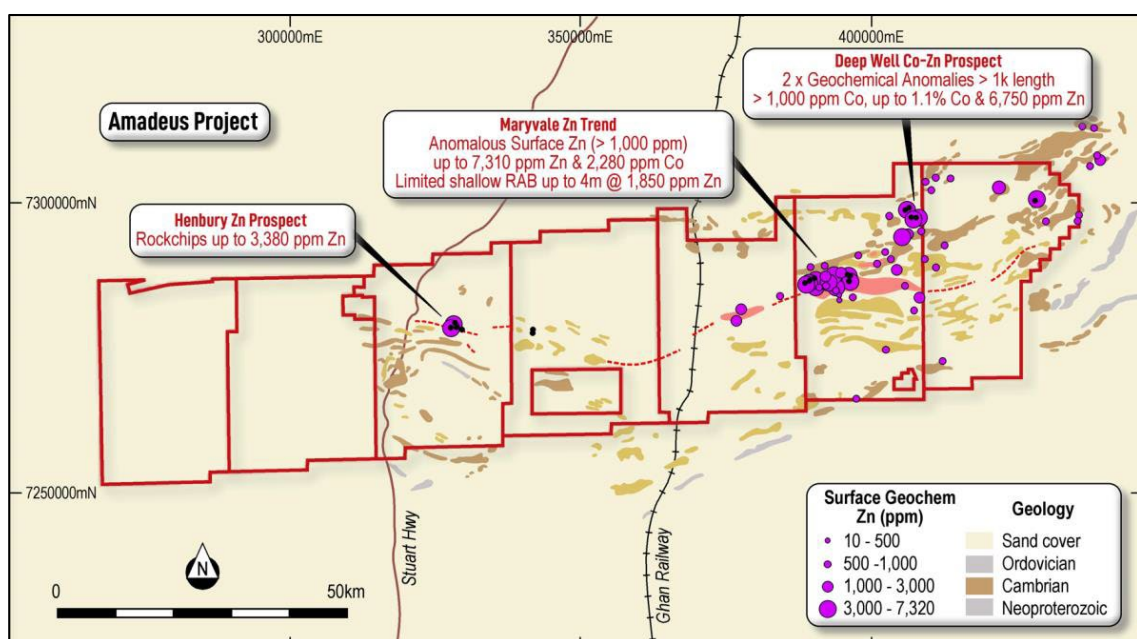 300000mE
350000mE
400000mE
Amadeus Project
Deep Well Co-Zn Prospect
2 x Geochemical Anomalies > 1k length
> 1,000 ppm Co, up to 1.1% Co & 6,750 ppm Zn
Maryvale Zn Trend
Anomalous Surface Zn (> 1,000 ppm)
up to 7,310 ppm Zn & 2,280 ppm Co
Limited shallow RAB up to 4m @ 1,850 ppm Zn
7300000mN
Henbury Zn Prospect
Rockchips up to 3,380 ppm Zn
7250000mN
Stuart Hwy
Ghan Railway
N
0
50km
Surface Geochem
Zn (ppm)
10 - 500
500 -1,000
1,000 - 3,000
3,000 - 7,320
Geology
Sand cover
Ordovician
Cambrian
Neoproterozoic